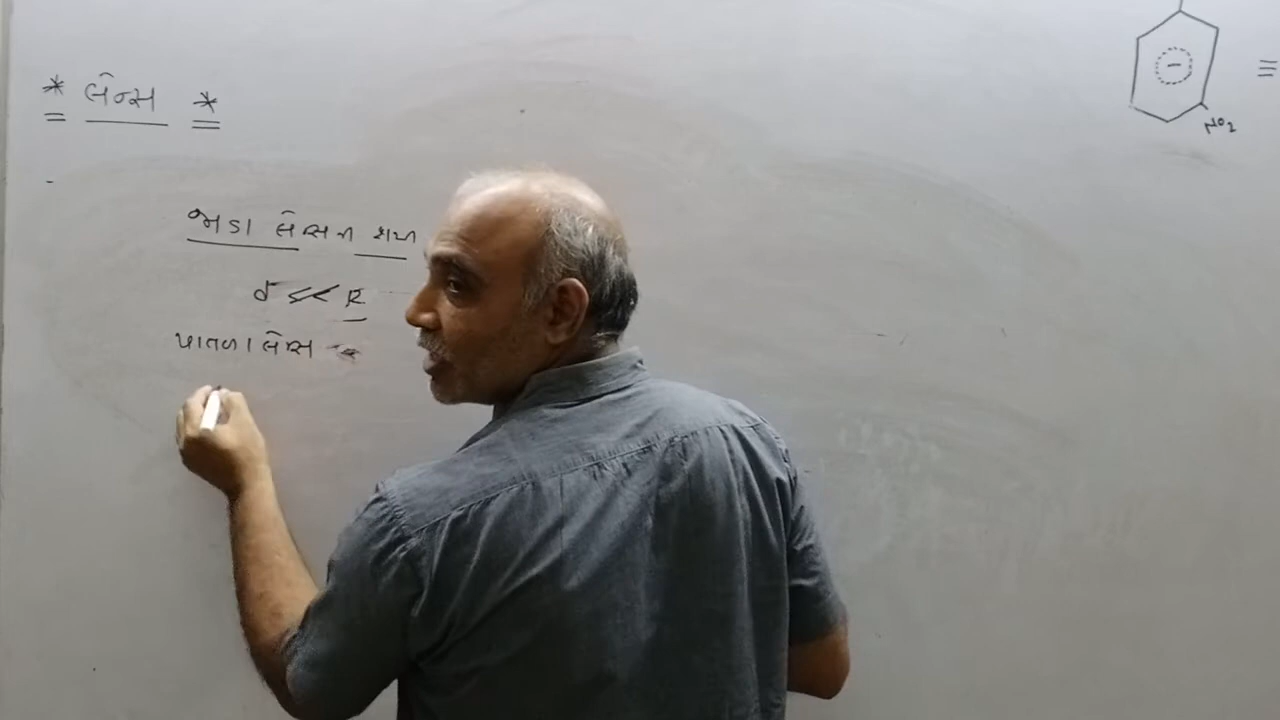 * લેન્સ *
જાડા લેન્સના
δ << R
પાતળા લેન્સ
NO₂
≡